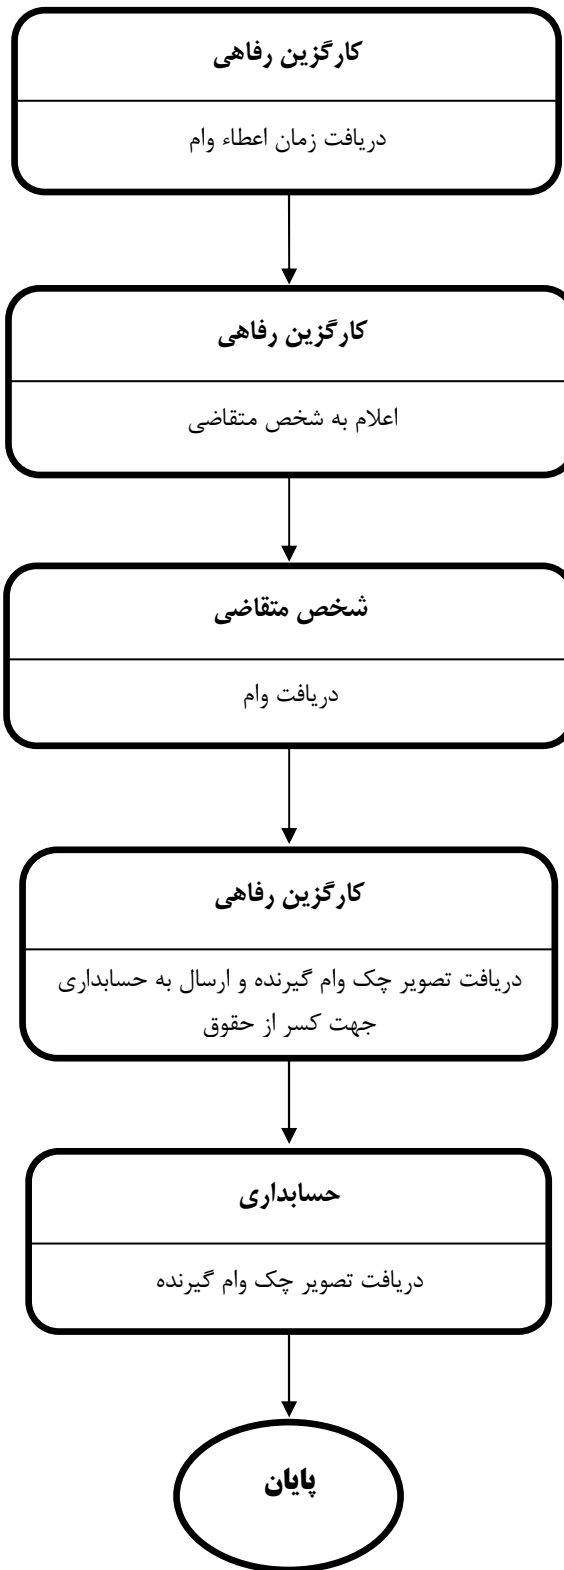 کارگزین رفاهی
دریافت زمان اعطاء وام
کارگزین رفاهی
اعلام به شخص متقاضی
شخص متقاضی
دریافت وام
کارگزین رفاهی
دریافت تصویر چک وام گیرنده و ارسال به حسابداری
جهت کسر از حقوق
حسابداری
دریافت تصویر چک وام گیرنده
پایان